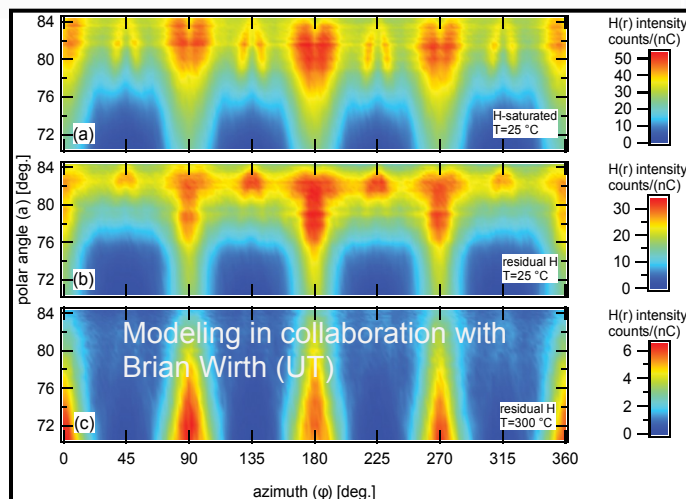 H(r) intensity
counts/(nC)
84
80
76
72
(a)
H-saturated
T=25 °C
50
40
30
20
10
0
H(r) intensity
counts/(nC)
84
80
76
72
(b)
residual H
T=25 °C
30
20
10
0
polar angle (a) [deg.]
H(r) intensity
counts/(nC)
84
80
76
72
Modeling in collaboration with
Brian Wirth (UT)
(c)
residual H
T=300 °C
6
4
2
0
0 45 90 135 180 225 270 315 360
azimuth (φ) [deg.]